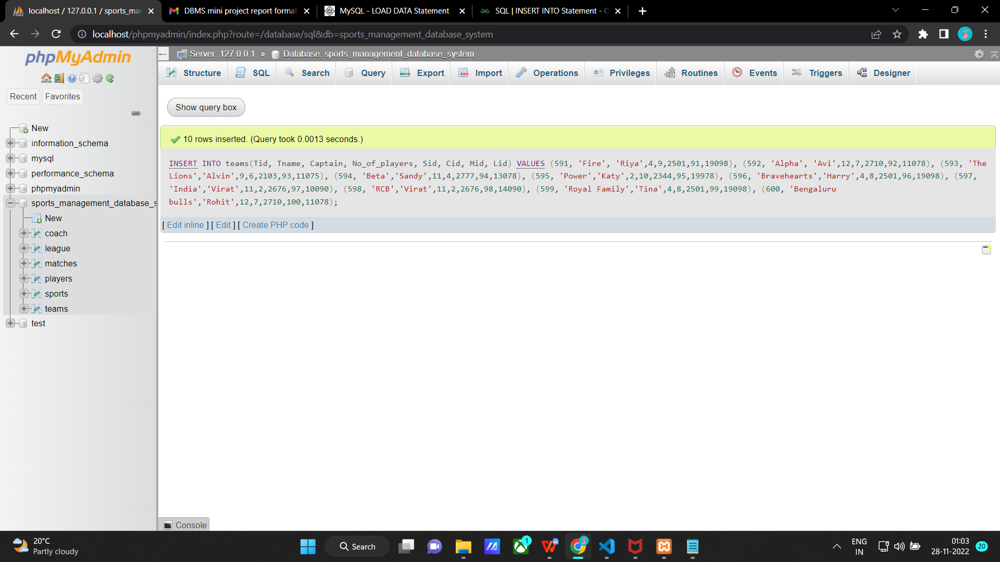 localhost / 127.0.0.1 / sports_mar
DBMS mini project report format
MySQL - LOAD DATA Statement
SQL | INSERT INTO Statement - G
localhost/phpmyadmin/index.php?route=/database/sql&db=sports_management_database_system
phpMyAdmin
Recent
Favorites
New
information_schema
mysql
performance_schema
phpmyadmin
sports_management_database_s
New
coach
league
matches
players
sports
teams
test
Server: 127.0.0.1 » Database: sports_management_database_system
Structure SQL Search Query Export Import Operations Privileges Routines Events Triggers Designer
Show query box
10 rows inserted. (Query took 0.0013 seconds.)
INSERT INTO teams(Tid, Tname, Captain, No_of_players, Sid, Cid, Mid, Lid) VALUES (591, 'Fire', 'Riya',4,9,2501,91,19098), (592, 'Alpha', 'Avi',12,7,2710,92,11078), (593, 'The
Lions','Alvin',9,6,2103,93,11075), (594, 'Beta','Sandy',11,4,2777,94,13078), (595, 'Power','Katy',2,10,2344,95,19978), (596, 'Bravehearts','Harry',4,8,2501,96,19098), (597,
'India','Virat',11,2,2676,97,10090), (598, 'RCB','Virat',11,2,2676,98,14090), (599, 'Royal Family','Tina',4,8,2501,99,19098), (600, 'Bengaluru
bulls','Rohit',12,7,2710,100,11078);
[ Edit inline ] [ Edit ] [ Create PHP code ]
Console
20°C
Partly cloudy
Search
1
ENG
IN
01:03
28-11-2022
20